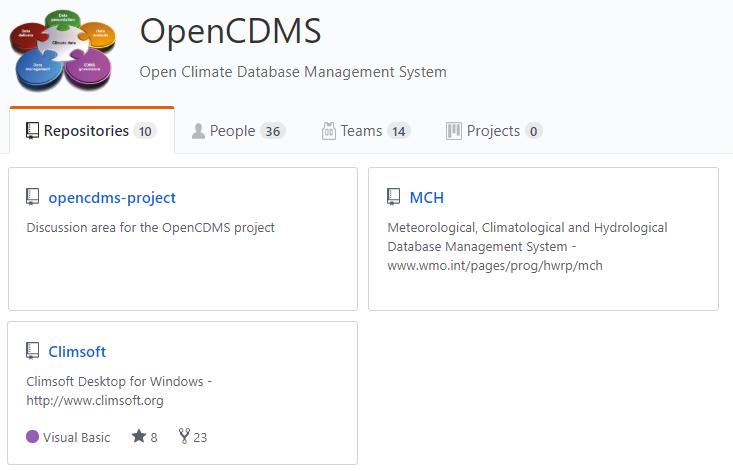 OpenCDMS
Open Climate Database Management System
Data presentation
Data delivery
Data analysis
Climate data
Data management
CDMS governance
Repositories 10 People 36 Teams 14 Projects 0
opencdms-project
Discussion area for the OpenCDMS project
MCH
Meteorological, Climatological and Hydrological
Database Management System -
www.wmo.int/pages/prog/hwrp/mch
Climsoft
Climsoft Desktop for Windows -
http://www.climsoft.org
Visual Basic 8 23